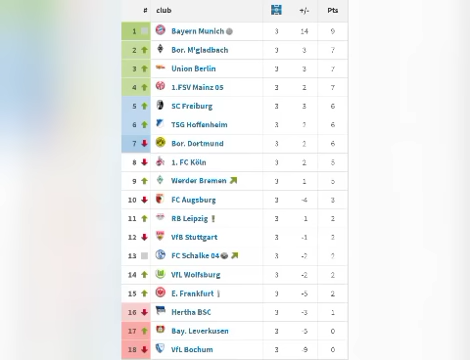 # club +/- Pts
1 Bayern Munich 3 14 9
2 Bor. M'gladbach 3 3 7
3 Union Berlin 3 3 7
4 1.FSV Mainz 05 3 2 7
5 SC Freiburg 3 3 6
6 TSG Hoffenheim 3 2 6
7 Bor. Dortmund 3 2 6
8 1. FC Köln 3 2 5
9 Werder Bremen 3 1 5
10 FC Augsburg 3 -4 3
11 RB Leipzig 3 2
12 VfB Stuttgart 3 -1 2
13 FC Schalke 04 3 -2 2
14 VfL Wolfsburg 3 -2 2
15 E. Frankfurt 3 -5 2
16 Hertha BSC 3 -3 1
17 Bay. Leverkusen 3 0
18 VfL Bochum 3 -9 0